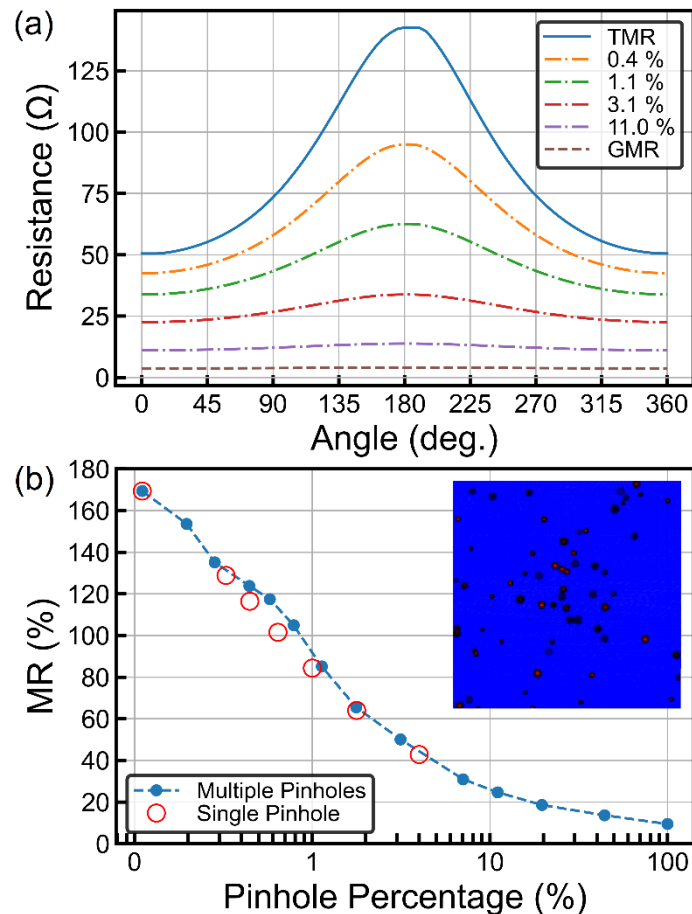 (a)
Resistance (Ω)
125
100
75
50
25
0
TMR
0.4 %
1.1 %
3.1 %
11.0 %
GMR
0 45 90 135 180 225 270 315 360
Angle (deg.)
(b)
MR (%)
180
160
140
120
100
80
60
40
20
0
Multiple Pinholes
Single Pinhole
0 1 10 100
Pinhole Percentage (%)